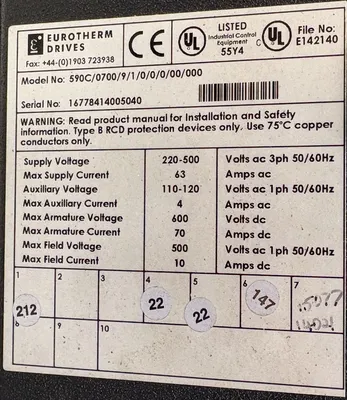 EUROTHERM
DRIVES
Fax: +44-(0)1903 723938
CE
UL
LISTED
Industrial Control
Equipment
55Y4
File No:
E142140
Model No: 590C/0700/9/1/0/0/0/00/000
Serial No: 16778414005040
WARNING: Read product manual for Installation and Safety
information. Type B RCD protection devices only. Use 75°C copper
conductors only.
Supply Voltage 220-500 Volts ac 3ph 50/60Hz
Max Supply Current 63 Amps ac
Auxiliary Voltage 110-120 Volts ac 1ph 50/60Hz
Max Auxiliary Current 4 Amps ac
Max Armature Voltage 600 Volts dc
Max Armature Current 70 Amps dc
Max Field Voltage 500 Volts ac 1ph 50/60Hz
Max Field Current 10 Amps dc
1 2 3 4 5 6 7
212 22 22 147
8 9 10